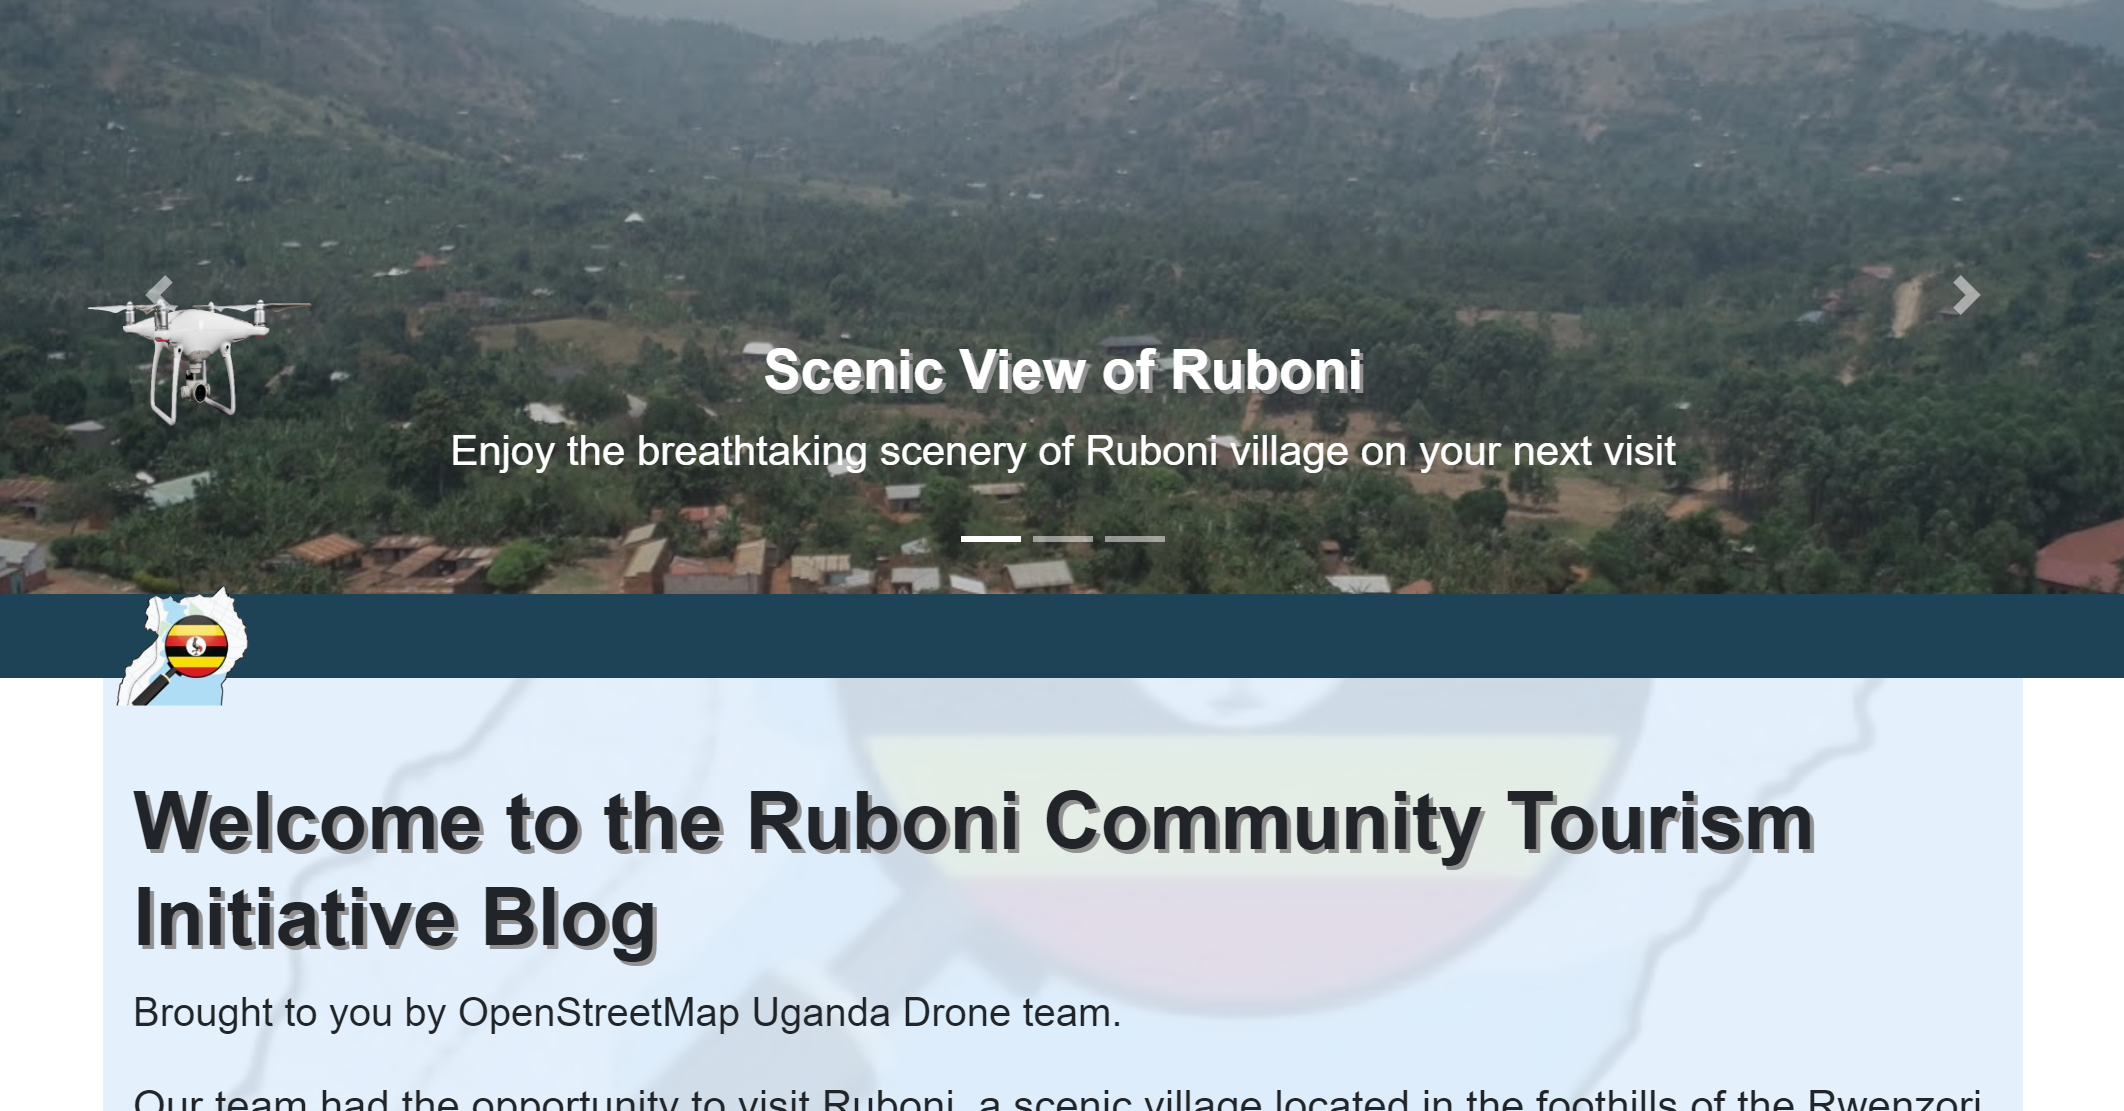 Scenic View of Ruboni
Enjoy the breathtaking scenery of Ruboni village on your next visit
Welcome to the Ruboni Community Tourism
Initiative Blog
Brought to you by OpenStreetMap Uganda Drone team.
Our team had the opportunity to visit Ruboni, a scenic village located in the foothills of the Rwenzori